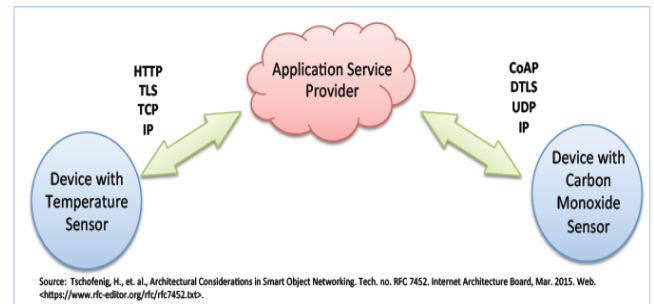 HTTP
TLS
TCP
IP
Application Service
Provider
CoAP
DTLS
UDP
IP
Device with
Temperature
Sensor
Device with
Carbon
Monoxide
Sensor
Source: Tschofenig, H., et. al., Architectural Considerations in Smart Object Networking. Tech. no. RFC 7452. Internet Architecture Board, Mar. 2015. Web.
<https://www.rfc-editor.org/rfc/rfc7452.txt>.